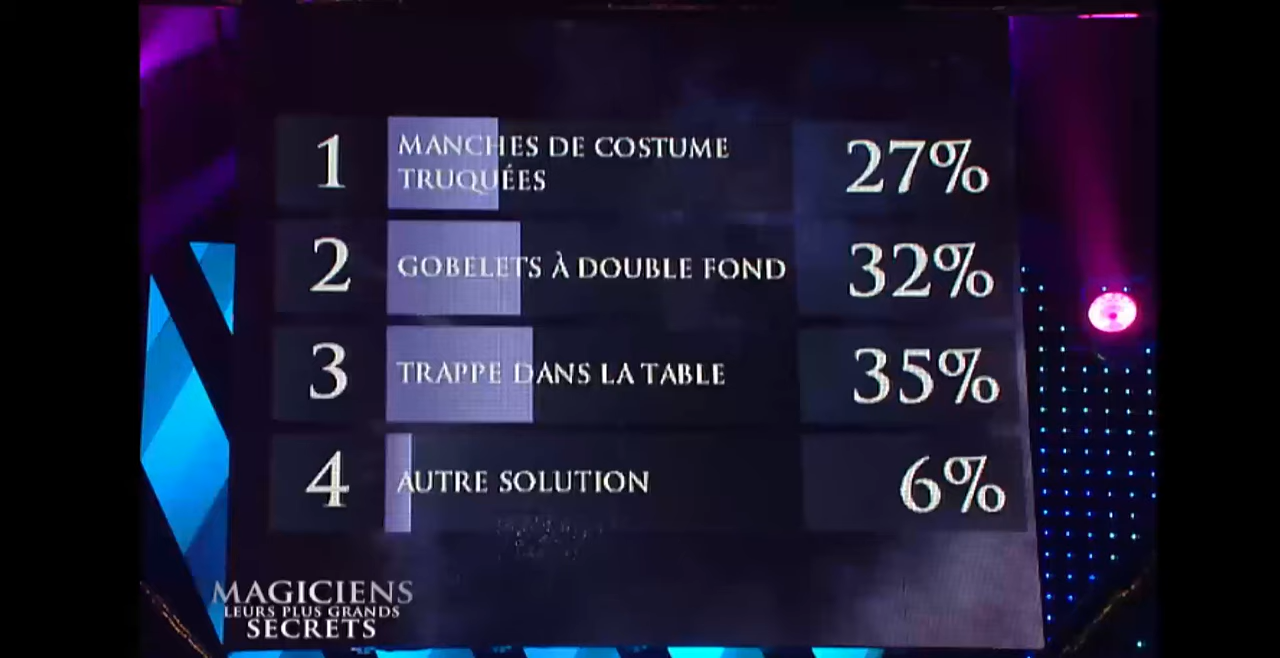 1 MANCHES DE COSTUME 27%
TRUQUÉES
2 GOBELETS À DOUBLE FOND 32%
3 TRAPPE DANS LA TABLE 35%
4 AUTRE SOLUTION 6%
MAGICIENS
LEURS PLUS GRANDS
SECRETS